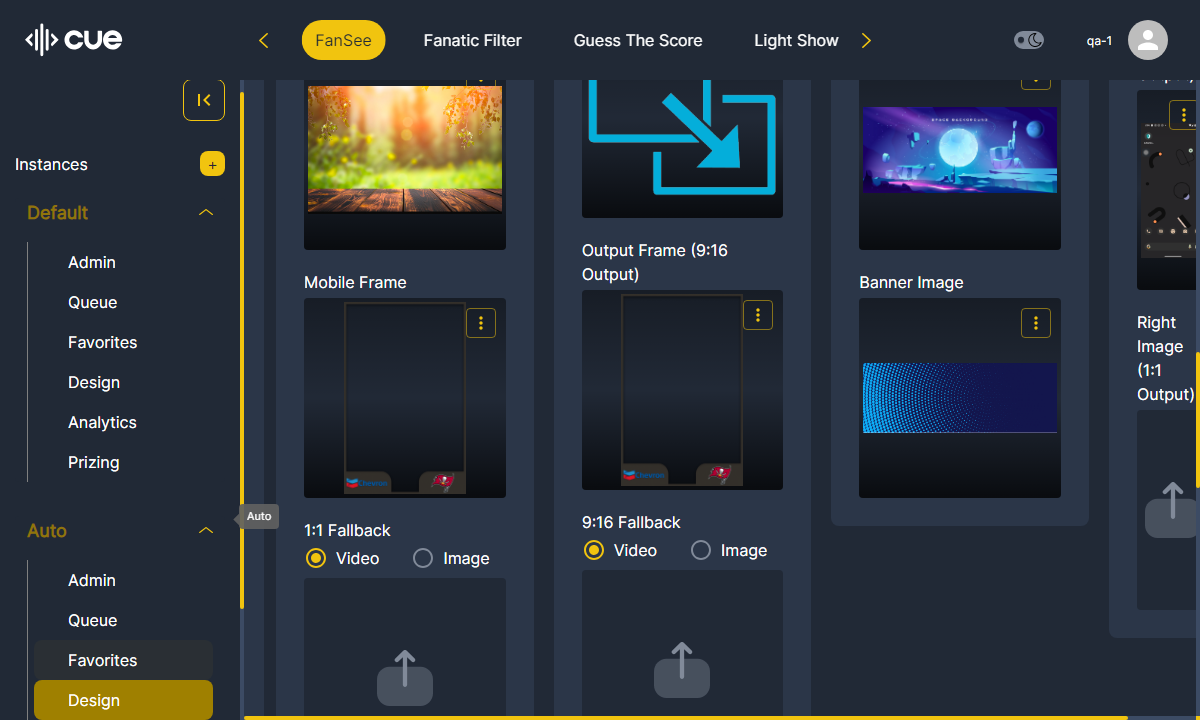 cue
FanSee
Fanatic Filter
Guess The Score
Light Show
qa-1
Instances
+
Default
Admin
Queue
Favorites
Design
Analytics
Prizing
Auto
Auto
Admin
Queue
Favorites
Design
Mobile Frame
1:1 Fallback
Video
Image
Output Frame (9:16
Output)
9:16 Fallback
Video
Image
SPACE BACKGROUND
Banner Image
Right
Image
(1:1
Output)